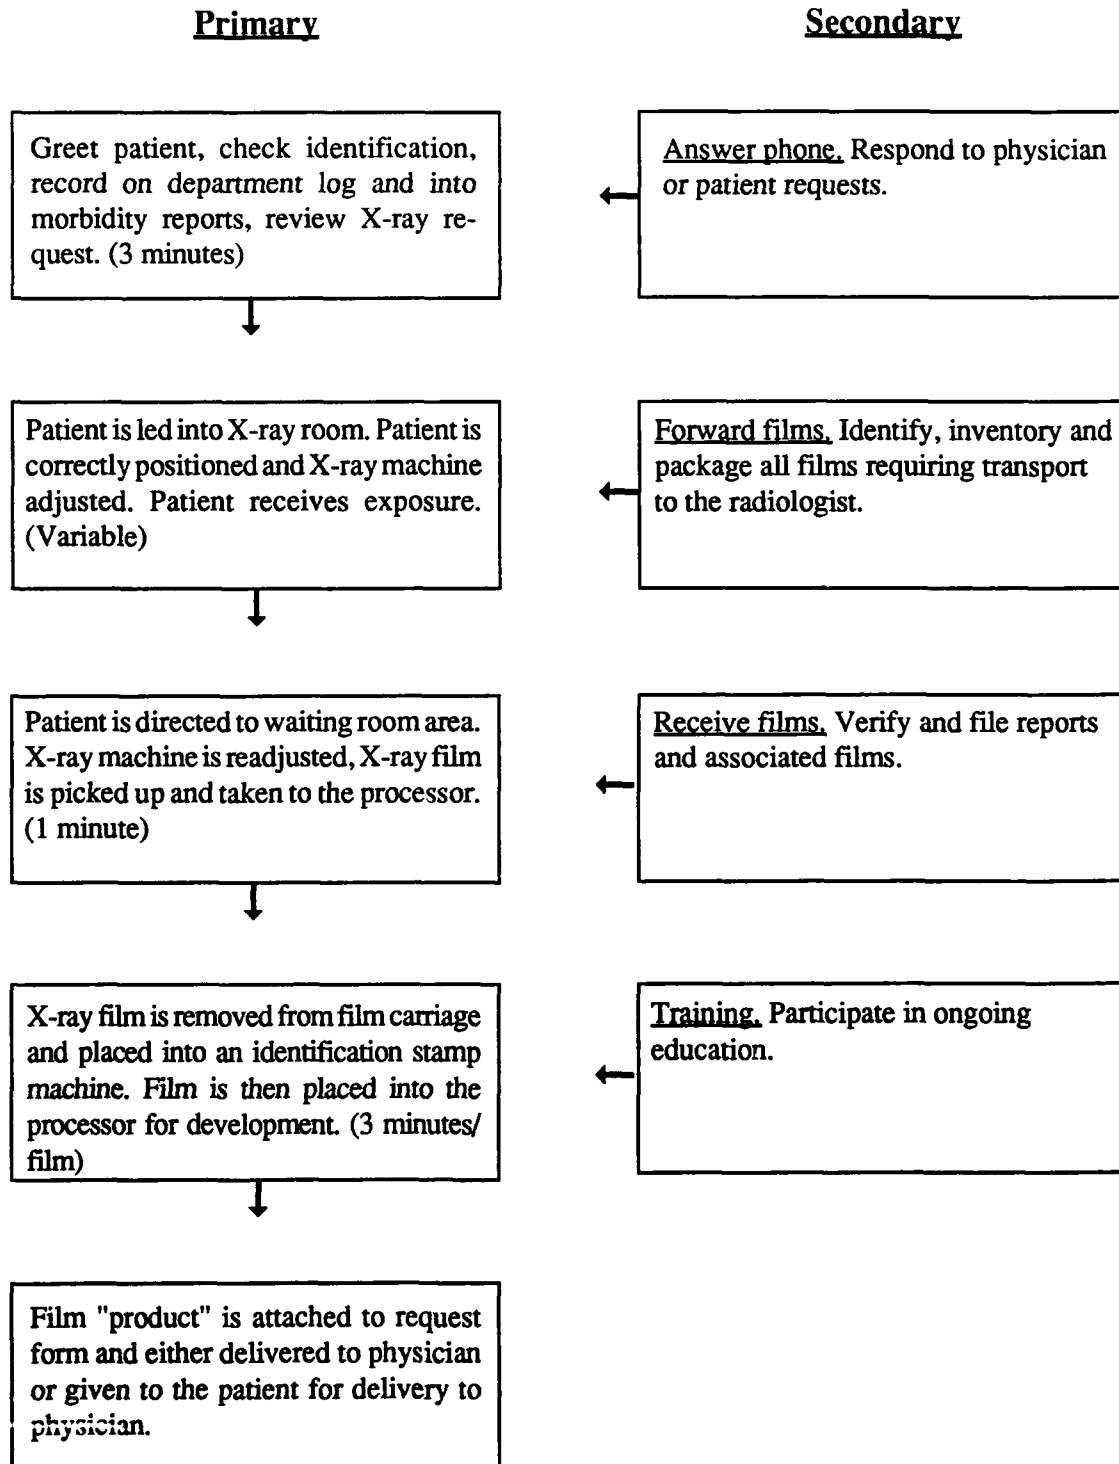 Primary
Greet patient, check identification,
record on department log and into
morbidity reports, review X-ray re-
quest. (3 minutes)
Patient is led into X-ray room. Patient is
correctly positioned and X-ray machine
adjusted. Patient receives exposure.
(Variable)
Patient is directed to waiting room area.
X-ray machine is readjusted, X-ray film
is picked up and taken to the processor.
(1 minute)
X-ray film is removed from film carriage
and placed into an identification stamp
machine. Film is then placed into the
processor for development. (3 minutes/
film)
Film "product" is attached to request
form and either delivered to physician
or given to the patient for delivery to
physician.
Secondary
Answer phone. Respond to physician
or patient requests.
Forward films. Identify, inventory and
package all films requiring transport
to the radiologist.
Receive films. Verify and file reports
and associated films.
Training. Participate in ongoing
education.